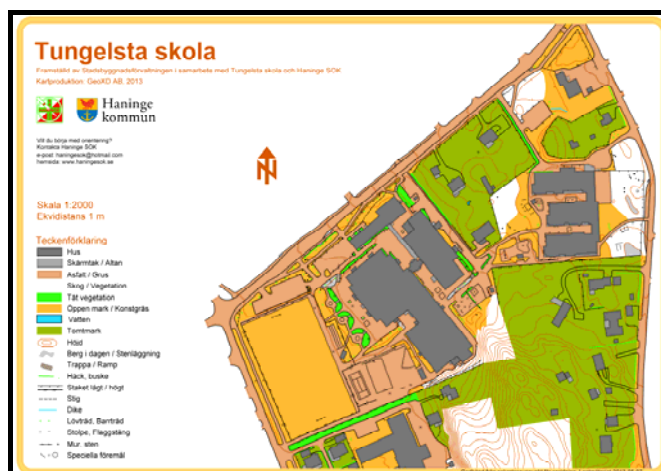 Tungelsta skola
Framställd av Stadsbyggnadsförvaltningen i samarbete med Tungelsta skola och Haninge SOK
Kartproduktion: GeoXD AB, 2013
Haninge
kommun
Vill du börja med orientering?
Kontakta Haninge SOK
e-post: haningesok@hotmail.com
hemsida: www.haningesok.se
N
Skala 1:2000
Ekvidistans 1 m
Teckenförklaring
Hus
Skärmtak / Altan
Asfalt / Grus
Skog / Vegetation
Tät vegetation
Öppen mark / Konstgräs
Vatten
Tomtmark
Höjd
Berg i dagen / Stenläggning
Trappa / Ramp
Häck, buske
Staket lågt / högt
Stig
Dike
Lövträd, Barrträd
Stolpe, Flaggstång
Mur, sten
Speciella föremål